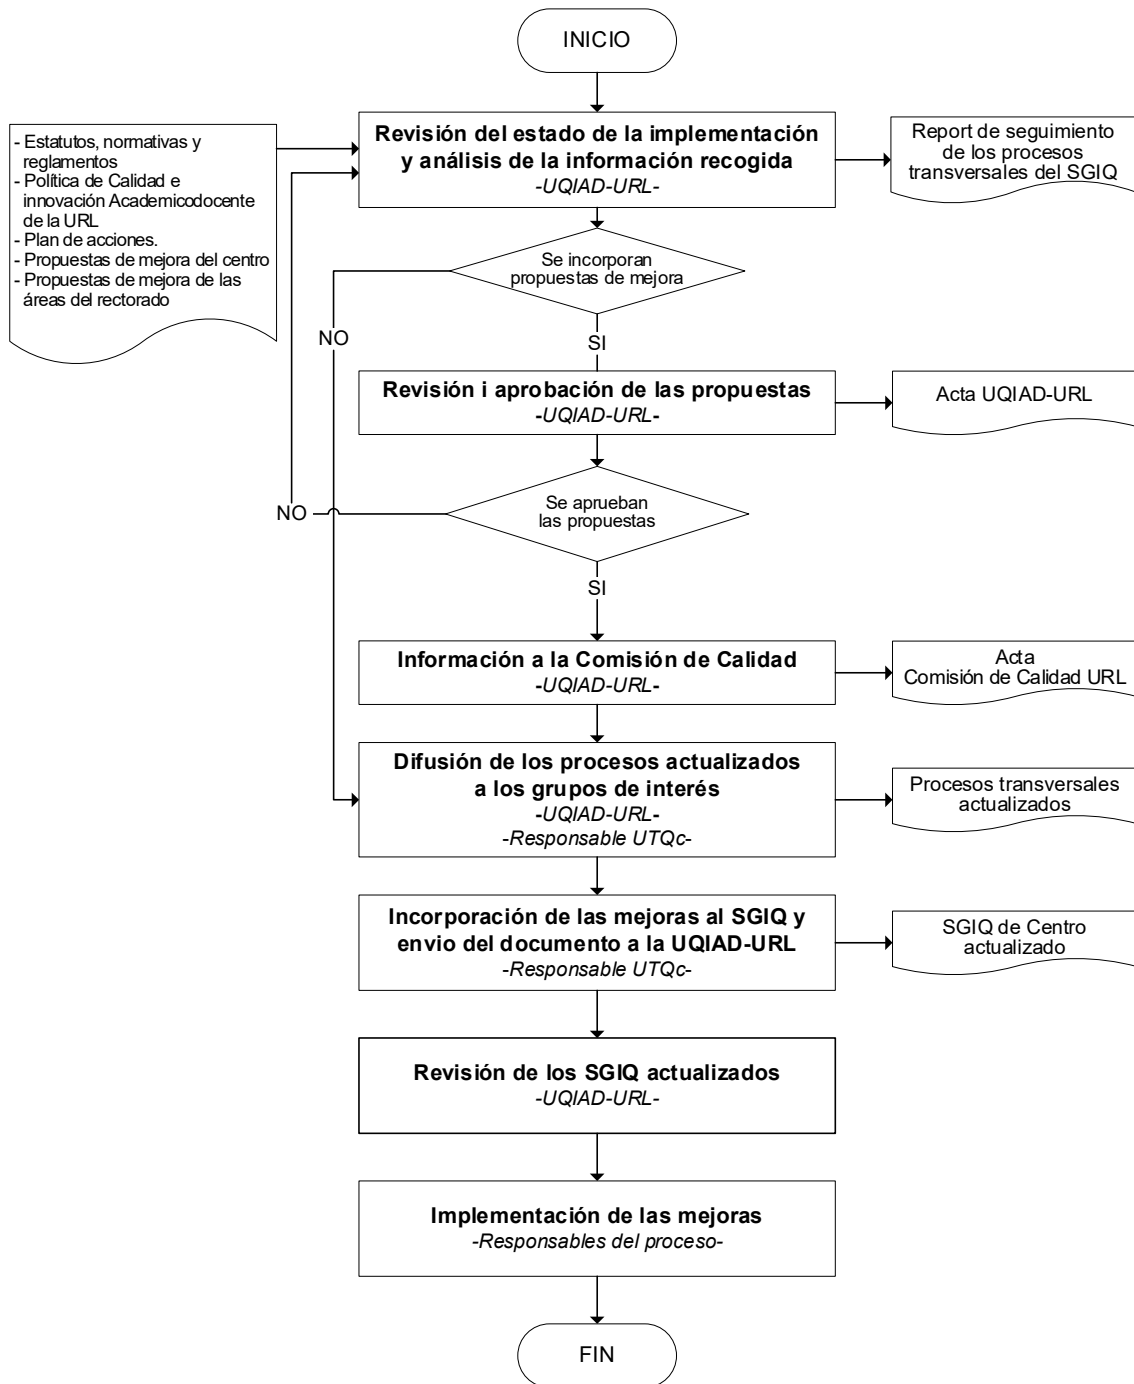 INICIO
- Estatutos, normativas y
reglamentos
- Política de Calidad e
innovación Academicodocente
de la URL
- Plan de acciones.
- Propuestas de mejora del centro
- Propuestas de mejora de las
áreas del rectorado
Revisión del estado de la implementación
y análisis de la información recogida
-UQIAD-URL-
Report de seguimiento
de los procesos
transversales del SGIQ
Se incorporan
propuestas de mejora
NO
SI
Revisión i aprobación de las propuestas
-UQIAD-URL-
Acta UQIAD-URL
Se aprueban
las propuestas
NO
SI
Información a la Comisión de Calidad
-UQIAD-URL-
Acta
Comisión de Calidad URL
Difusión de los procesos actualizados
a los grupos de interés
-UQIAD-URL-
-Responsable UTQc-
Procesos transversales
actualizados
Incorporación de las mejoras al SGIQ y
envio del documento a la UQIAD-URL
-Responsable UTQc-
SGIQ de Centro
actualizado
Revisión de los SGIQ actualizados
-UQIAD-URL-
Implementación de las mejoras
-Responsables del proceso-
FIN